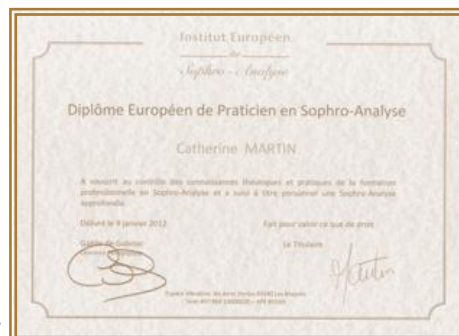 Institut Européen
de
Sophro - Analyse
Diplôme Européen de Praticien en Sophro-Analyse
Catherine MARTIN
A souscrit au contrôle des connaissances théoriques et pratiques de la formation
professionnelle en Sophro-Analyse et a suivi à titre personnel une Sophro-Analyse
approfondie.
Délivré le 9 janvier 2012
Fait pour valoir ce que de droit
Le Titulaire